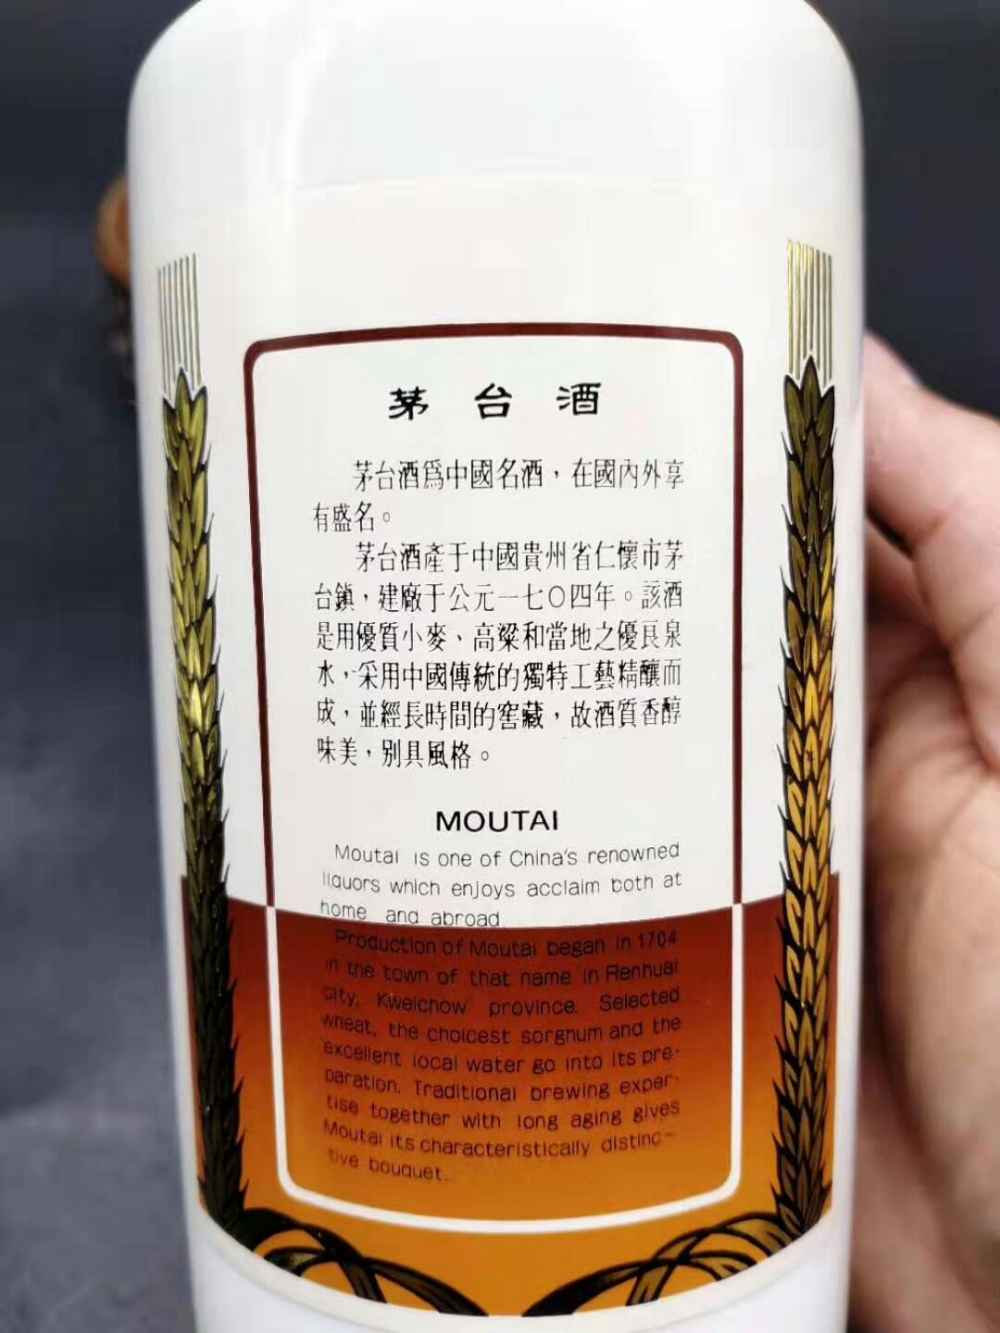 茅台酒
茅台酒爲中國名酒，在國內外享
有盛名。
茅台酒產于中國貴州省仁懷市茅
台鎮，建廠于公元一七〇四年。該酒
是用優質小麥、高粱和當地之優良泉
水，采用中國傳統的獨特工藝精釀而
成，並經長時間的窖藏，故酒質香醇
味美，别具風格。
MOUTAI
Moutai is one of China's renowned
liquors which enjoys acclaim both at
home and abroad.
Production of Moutai began in 1704
in the town of that name in Renhuai
city, Kweichow province. Selected
wheat, the choicest sorghum and the
excellent local water go into its pre-
paration. Traditional brewing exper-
tise together with long aging gives
Moutai its characteristically distinc-
tive bouquet.